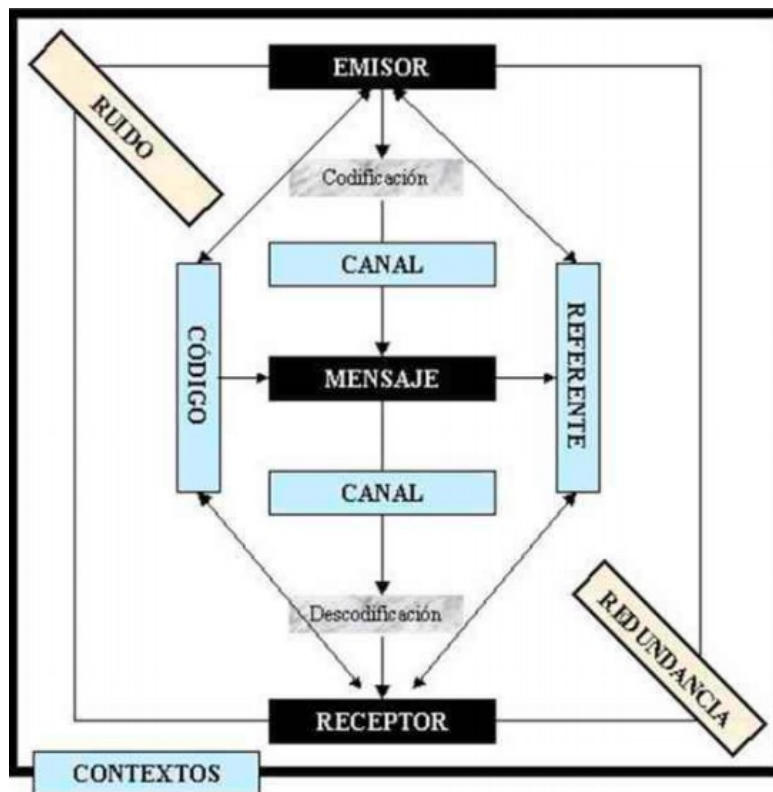 EMISOR
RUIDO
Codificación
CANAL
CÓDIGO
MENSAJE
REFERENTE
CANAL
Descodificación
REDUNDANCIA
RECEPTOR
CONTEXTOS